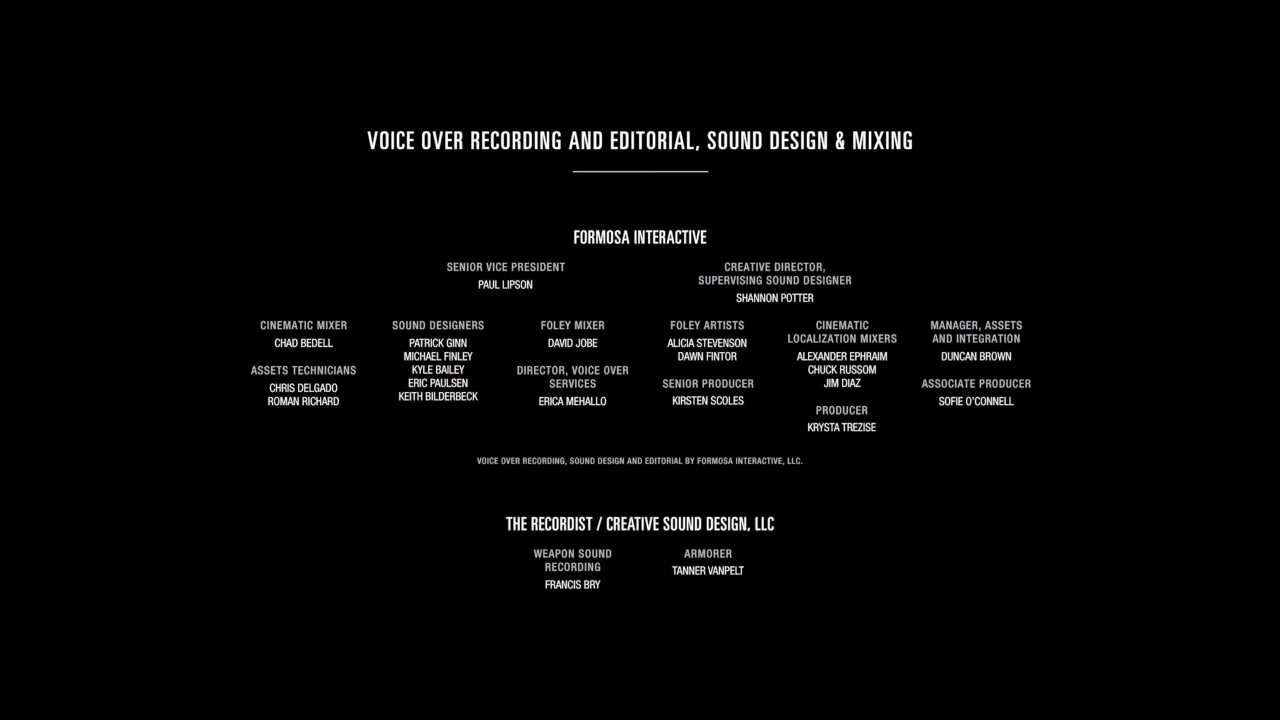 VOICE OVER RECORDING AND EDITORIAL, SOUND DESIGN & MIXING
FORMOSA INTERACTIVE
SENIOR VICE PRESIDENT
PAUL LIPSON
CREATIVE DIRECTOR,
SUPERVISING SOUND DESIGNER
SHANNON POTTER
CINEMATIC MIXER
CHAD BEDELL
ASSETS TECHNICIANS
CHRIS DELGADO
ROMAN RICHARD
SOUND DESIGNERS
PATRICK GINN
MICHAEL FINLEY
KYLE BAILEY
ERIC PAULSEN
KEITH BILDERBECK
FOLEY MIXER
DAVID JOBE
DIRECTOR, VOICE OVER
SERVICES
ERICA MEHALLO
FOLEY ARTISTS
ALICIA STEVENSON
DAWN FINTOR
SENIOR PRODUCER
KIRSTEN SCOLES
CINEMATIC
LOCALIZATION MIXERS
ALEXANDER EPHRAIM
CHUCK RUSSOM
JIM DIAZ
PRODUCER
KRYSTA TREZISE
MANAGER, ASSETS
AND INTEGRATION
DUNCAN BROWN
ASSOCIATE PRODUCER
SOFIE O'CONNELL
VOICE OVER RECORDING, SOUND DESIGN AND EDITORIAL BY FORMOSA INTERACTIVE, LLC.
THE RECORDIST / CREATIVE SOUND DESIGN, LLC
WEAPON SOUND
RECORDING
FRANCIS BRY
ARMORER
TANNER VANPELT